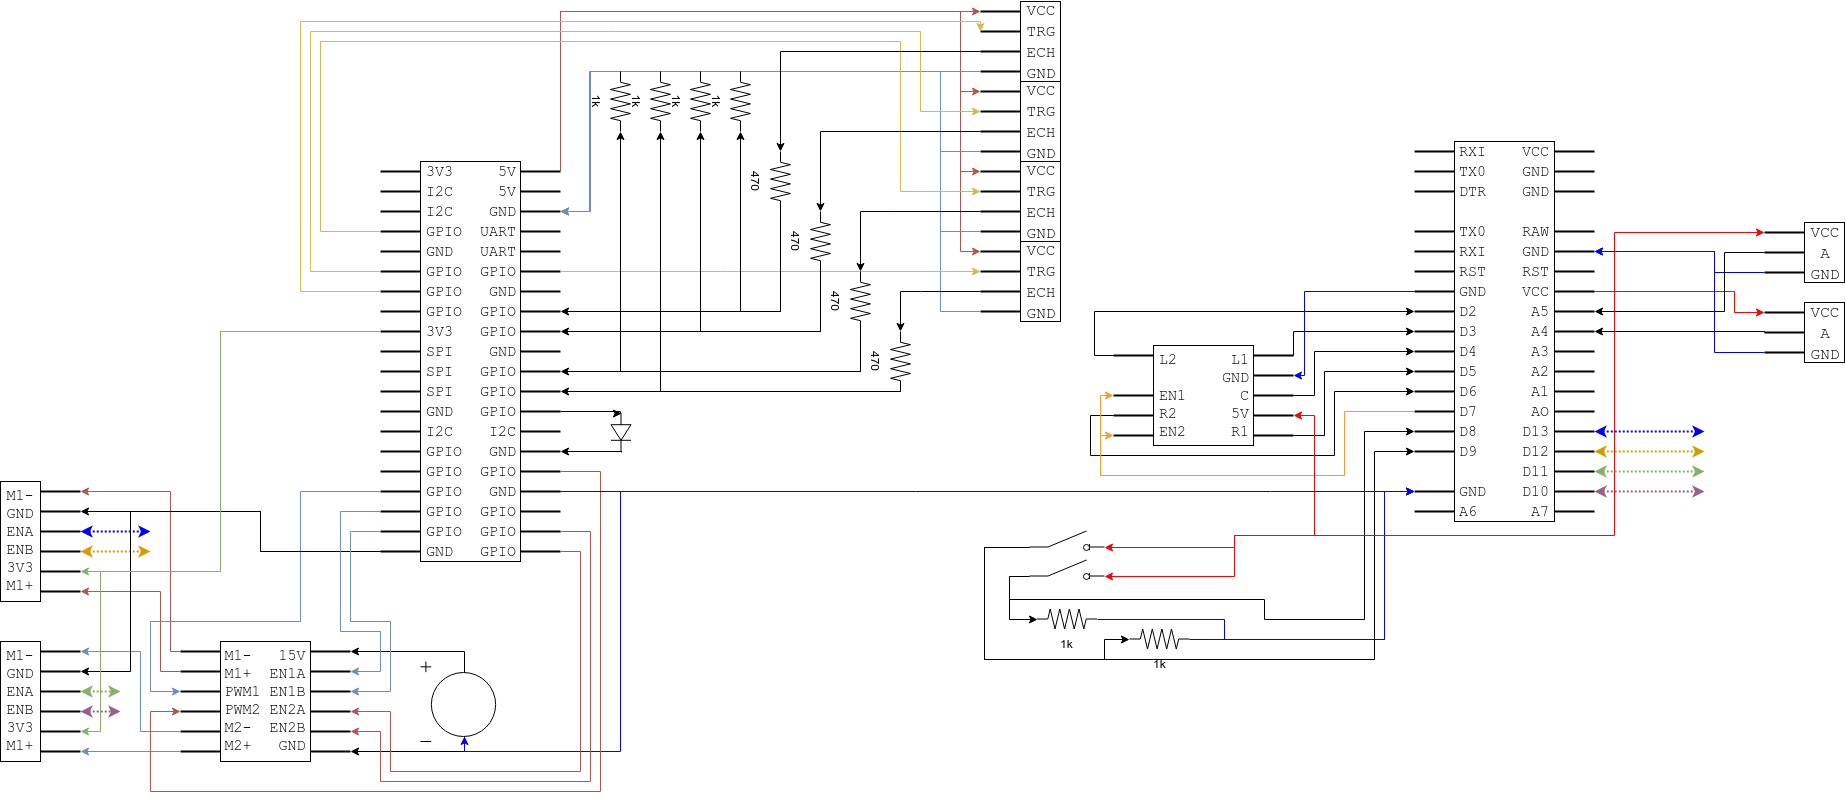 VCC
TRG
ECH
GND
VCC
TRG
ECH
GND
VCC
TRG
ECH
GND
VCC
TRG
ECH
GND
1k
1k
1k
1k
470
470
470
470
3V3 5V
I2C 5V
I2C GND
GPIO UART
GND UART
GPIO GPIO
GPIO GND
GPIO GPIO
3V3 GPIO
SPI GND
SPI GPIO
SPI GPIO
GND GPIO
I2C I2C
GPIO GND
GPIO GPIO
GPIO GND
GPIO GPIO
GPIO GPIO
GND GPIO
M1-
GND
ENA
ENB
3V3
M1+
M1-
GND
ENA
ENB
3V3
M1+
M1- 15V
M1+ EN1A
PWM1 EN1B
PWM2 EN2A
M2- EN2B
M2+ GND
+
−
L2 L1
GND
EN1 C
R2 5V
EN2 R1
1k
1k
RXI VCC
TX0 GND
DTR GND
TX0 RAW
RXI GND
RST RST
GND VCC
D2 A5
D3 A4
D4 A3
D5 A2
D6 A1
D7 A0
D8 D13
D9 D12
D11
GND D10
A6 A7
VCC
A
GND
VCC
A
GND